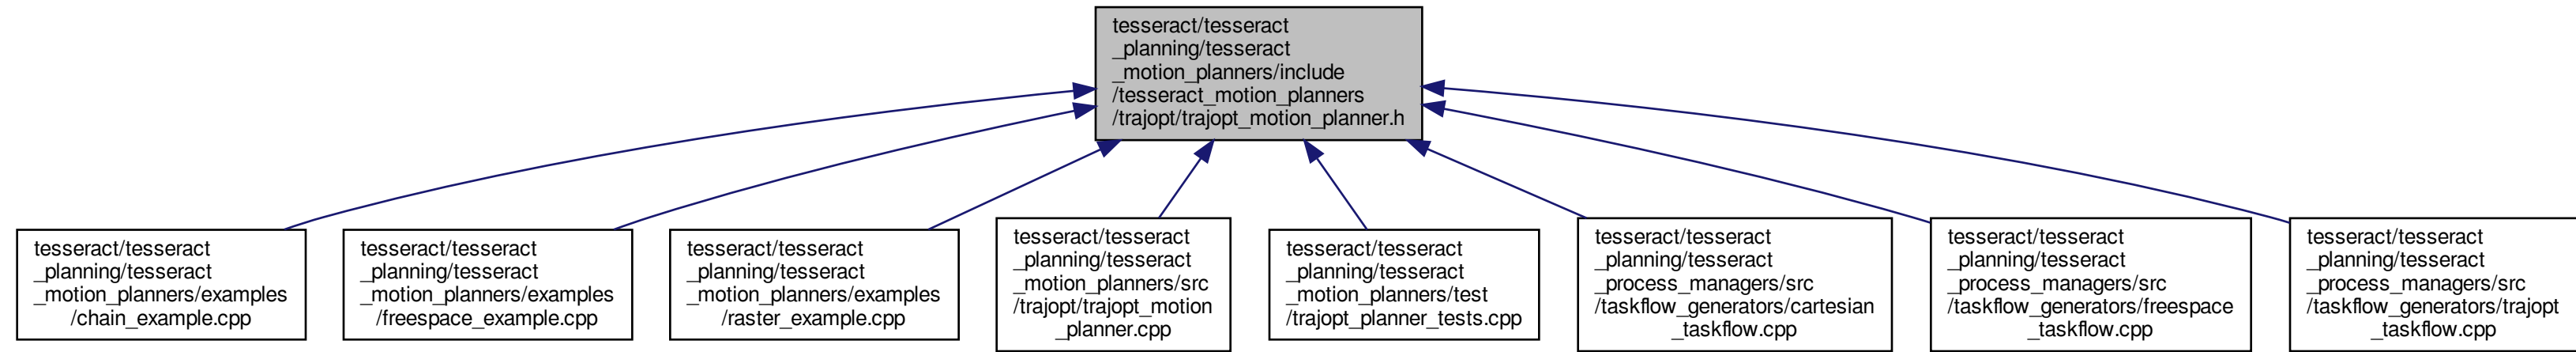 tesseract/tesseract
_planning/tesseract
_motion_planners/include
/tesseract_motion_planners
/trajopt/trajopt_motion_planner.h
tesseract/tesseract
_planning/tesseract
_motion_planners/examples
/chain_example.cpp
tesseract/tesseract
_planning/tesseract
_motion_planners/examples
/freespace_example.cpp
tesseract/tesseract
_planning/tesseract
_motion_planners/examples
/raster_example.cpp
tesseract/tesseract
_planning/tesseract
_motion_planners/src
/trajopt/trajopt_motion
_planner.cpp
tesseract/tesseract
_planning/tesseract
_motion_planners/test
/trajopt_planner_tests.cpp
tesseract/tesseract
_planning/tesseract
_process_managers/src
/taskflow_generators/cartesian
_taskflow.cpp
tesseract/tesseract
_planning/tesseract
_process_managers/src
/taskflow_generators/freespace
_taskflow.cpp
tesseract/tesseract
_planning/tesseract
_process_managers/src
/taskflow_generators/trajopt
_taskflow.cpp